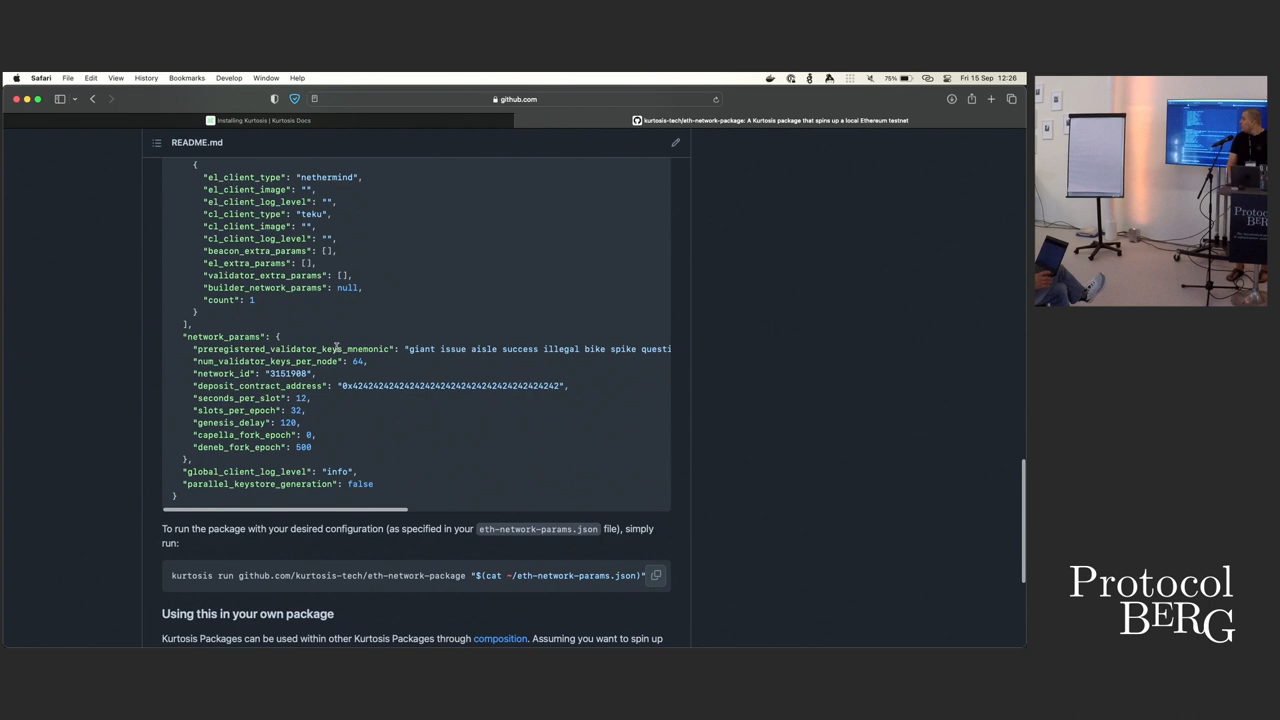 Safari File Edit View History Bookmarks Develop Window Help 75% Fri 15 Sep 12:26
github.com
Installing Kurtosis | Kurtosis Docs
kurtosis-tech/eth-network-package: A Kurtosis package that spins up a local Ethereum testnet
README.md
{
"el_client_type": "nethermind",
"el_client_image": "",
"el_client_log_level": "",
"cl_client_type": "teku",
"cl_client_image": "",
"cl_client_log_level": "",
"beacon_extra_params": [],
"el_extra_params": [],
"validator_extra_params": [],
"builder_network_params": null,
"count": 1
}
],
"network_params": {
"preregistered_validator_keys_mnemonic": "giant issue aisle success illegal bike spike questi
"num_validator_keys_per_node": 64,
"network_id": "3151908",
"deposit_contract_address": "0x4242424242424242424242424242424242424242",
"seconds_per_slot": 12,
"slots_per_epoch": 32,
"genesis_delay": 120,
"capella_fork_epoch": 0,
"deneb_fork_epoch": 500
},
"global_client_log_level": "info",
"parallel_keystore_generation": false
}
To run the package with your desired configuration (as specified in your eth-network-params.json file), simply
run:
kurtosis run github.com/kurtosis-tech/eth-network-package "$(cat ~/eth-network-params.json)"
Using this in your own package
Kurtosis Packages can be used within other Kurtosis Packages through composition. Assuming you want to spin up
Protocol
BERG
Protocol
BERG